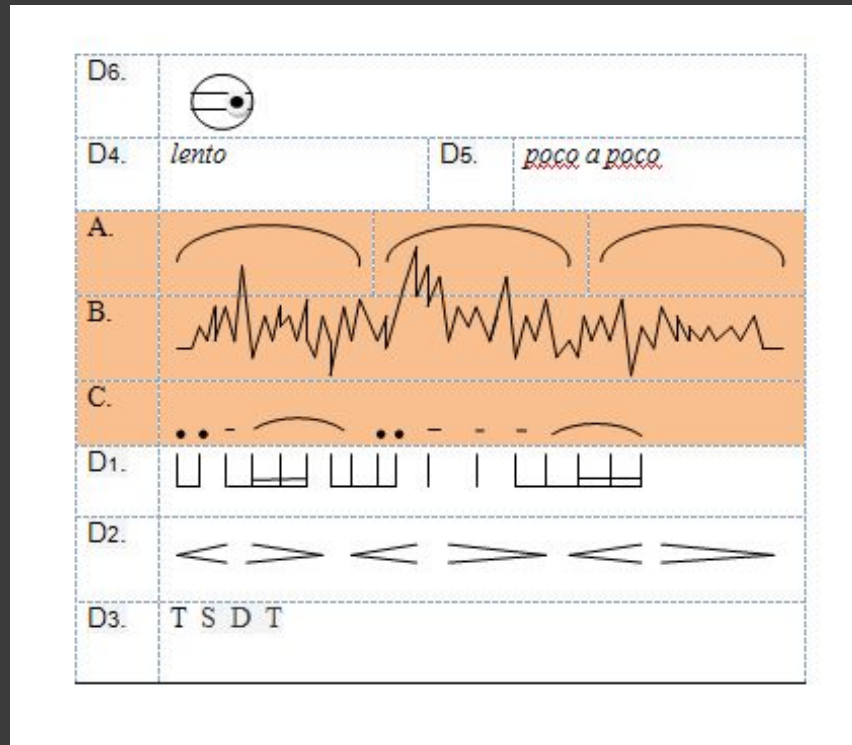 D6.
D4. lento D5. poco a poco
A.
B.
C.
D1.
D2.
D3. T S D T